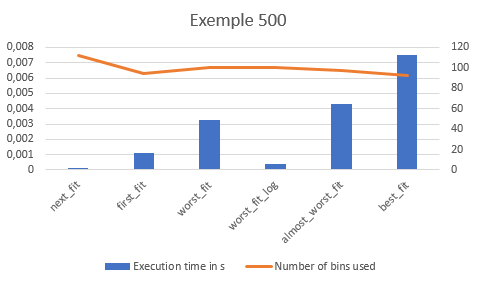 Exemple 500
0,008
0,007
0,006
0,005
0,004
0,003
0,002
0,001
0
120
100
80
60
40
20
0
next_fit
first_fit
worst_fit
worst_fit_log
almost_worst_fit
best_fit
Execution time in s
Number of bins used